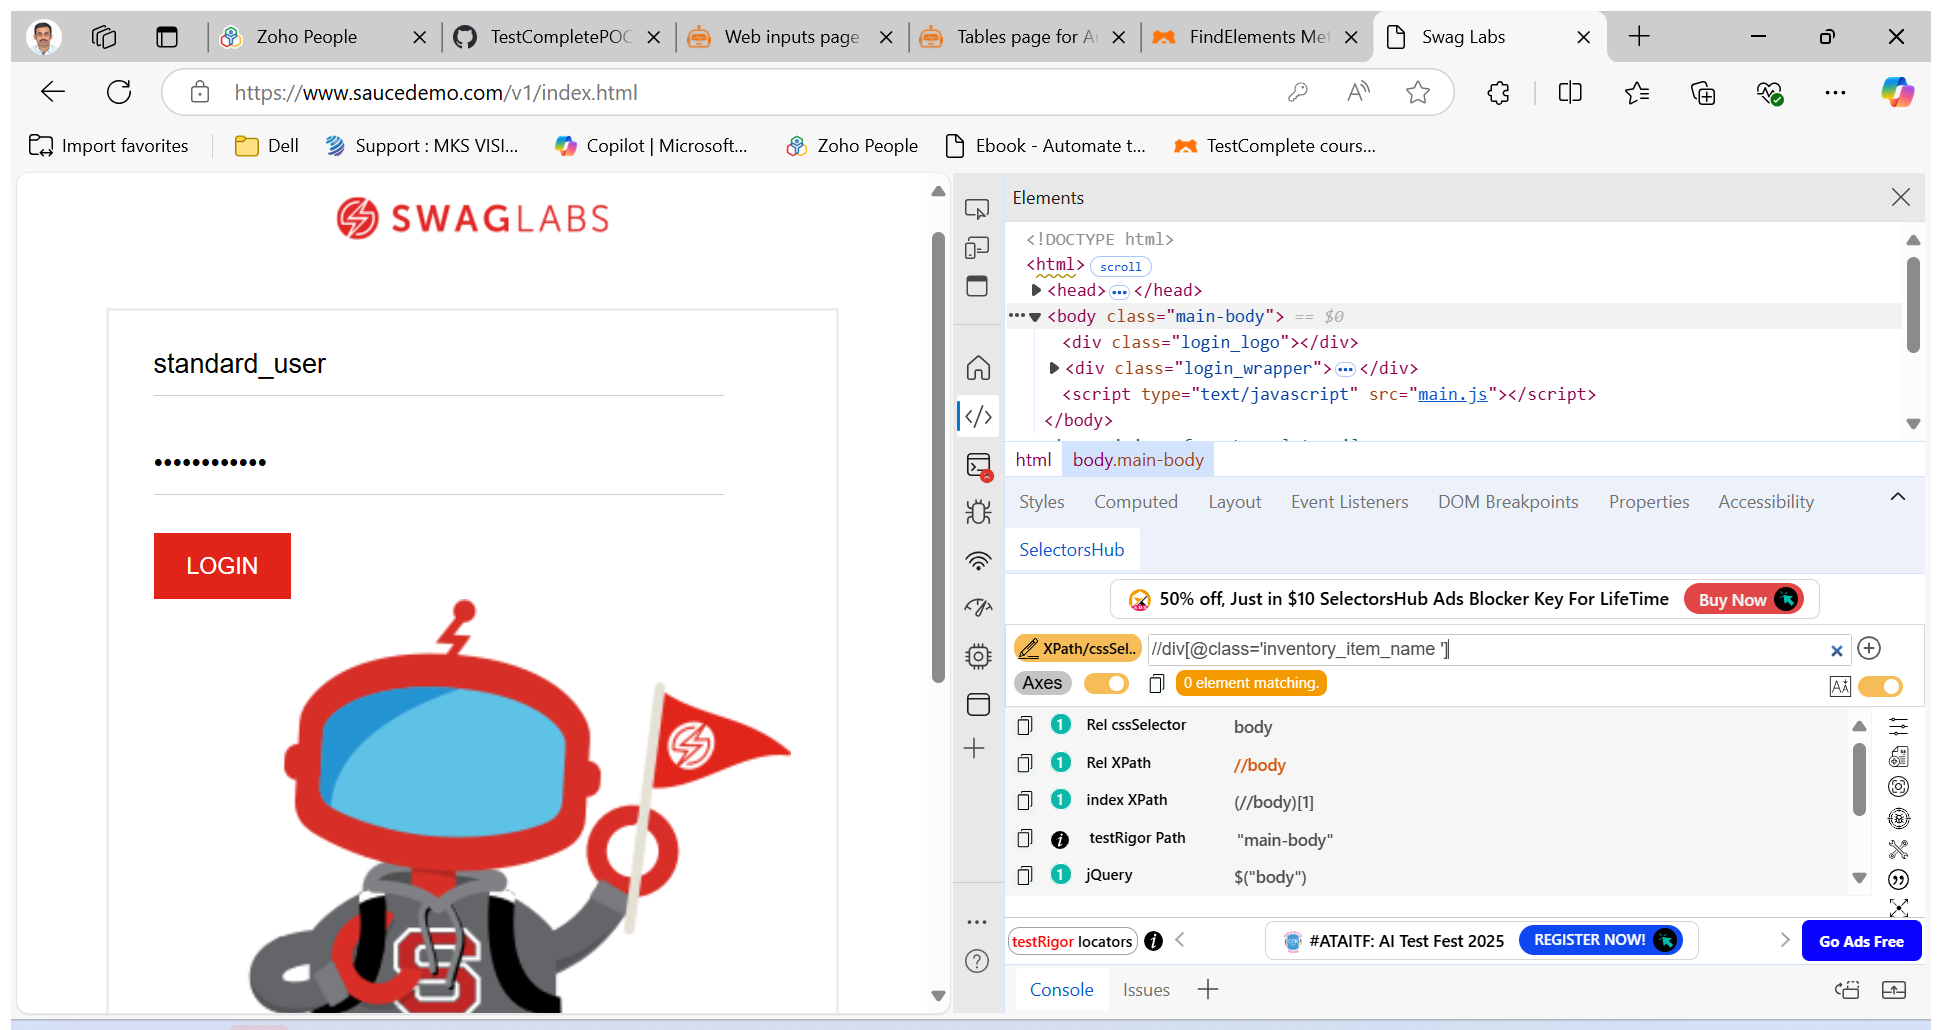 Zoho People
TestCompletePOC
Web inputs page
Tables page for Au
FindElements Met
Swag Labs
https://www.saucedemo.com/v1/index.html
Import favorites
Dell
Support : MKS VISI...
Copilot | Microsoft...
Zoho People
Ebook - Automate t...
TestComplete cours...
SWAGLABS
standard_user
••••••••••••
LOGIN
S
Elements
<!DOCTYPE html>
<html> scroll
<head> ••• </head>
••• <body class="main-body"> == $0
<div class="login_logo"></div>
<div class="login_wrapper"> ••• </div>
<script type="text/javascript" src="main.js"></script>
</body>
html body.main-body
Styles Computed Layout Event Listeners DOM Breakpoints Properties Accessibility
SelectorsHub
50% off, Just in $10 SelectorsHub Ads Blocker Key For LifeTime Buy Now
XPath/cssSel.. //div[@class='inventory_item_name ']
Axes 0 element matching.
1 Rel cssSelector body
1 Rel XPath //body
1 index XPath (//body)[1]
testRigor Path "main-body"
1 jQuery $("body")
testRigor locators
#ATAITF: AI Test Fest 2025 REGISTER NOW!
Go Ads Free
Console Issues